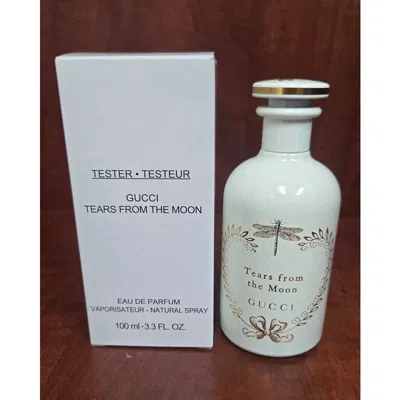 TESTER • TESTEUR
GUCCI
TEARS FROM THE MOON
EAU DE PARFUM
VAPORISATEUR - NATURAL SPRAY
100 ml • 3.3 FL. OZ.
Tears from
the Moon
GUCCI